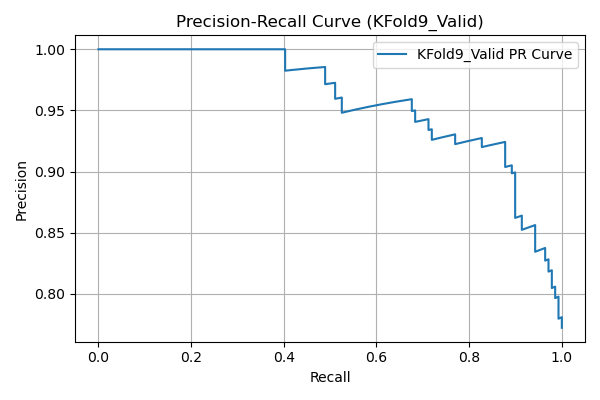 Precision-Recall Curve (KFold9_Valid)
KFold9_Valid PR Curve
1.00
0.95
0.90
0.85
0.80
Precision
0.0 0.2 0.4 0.6 0.8 1.0
Recall